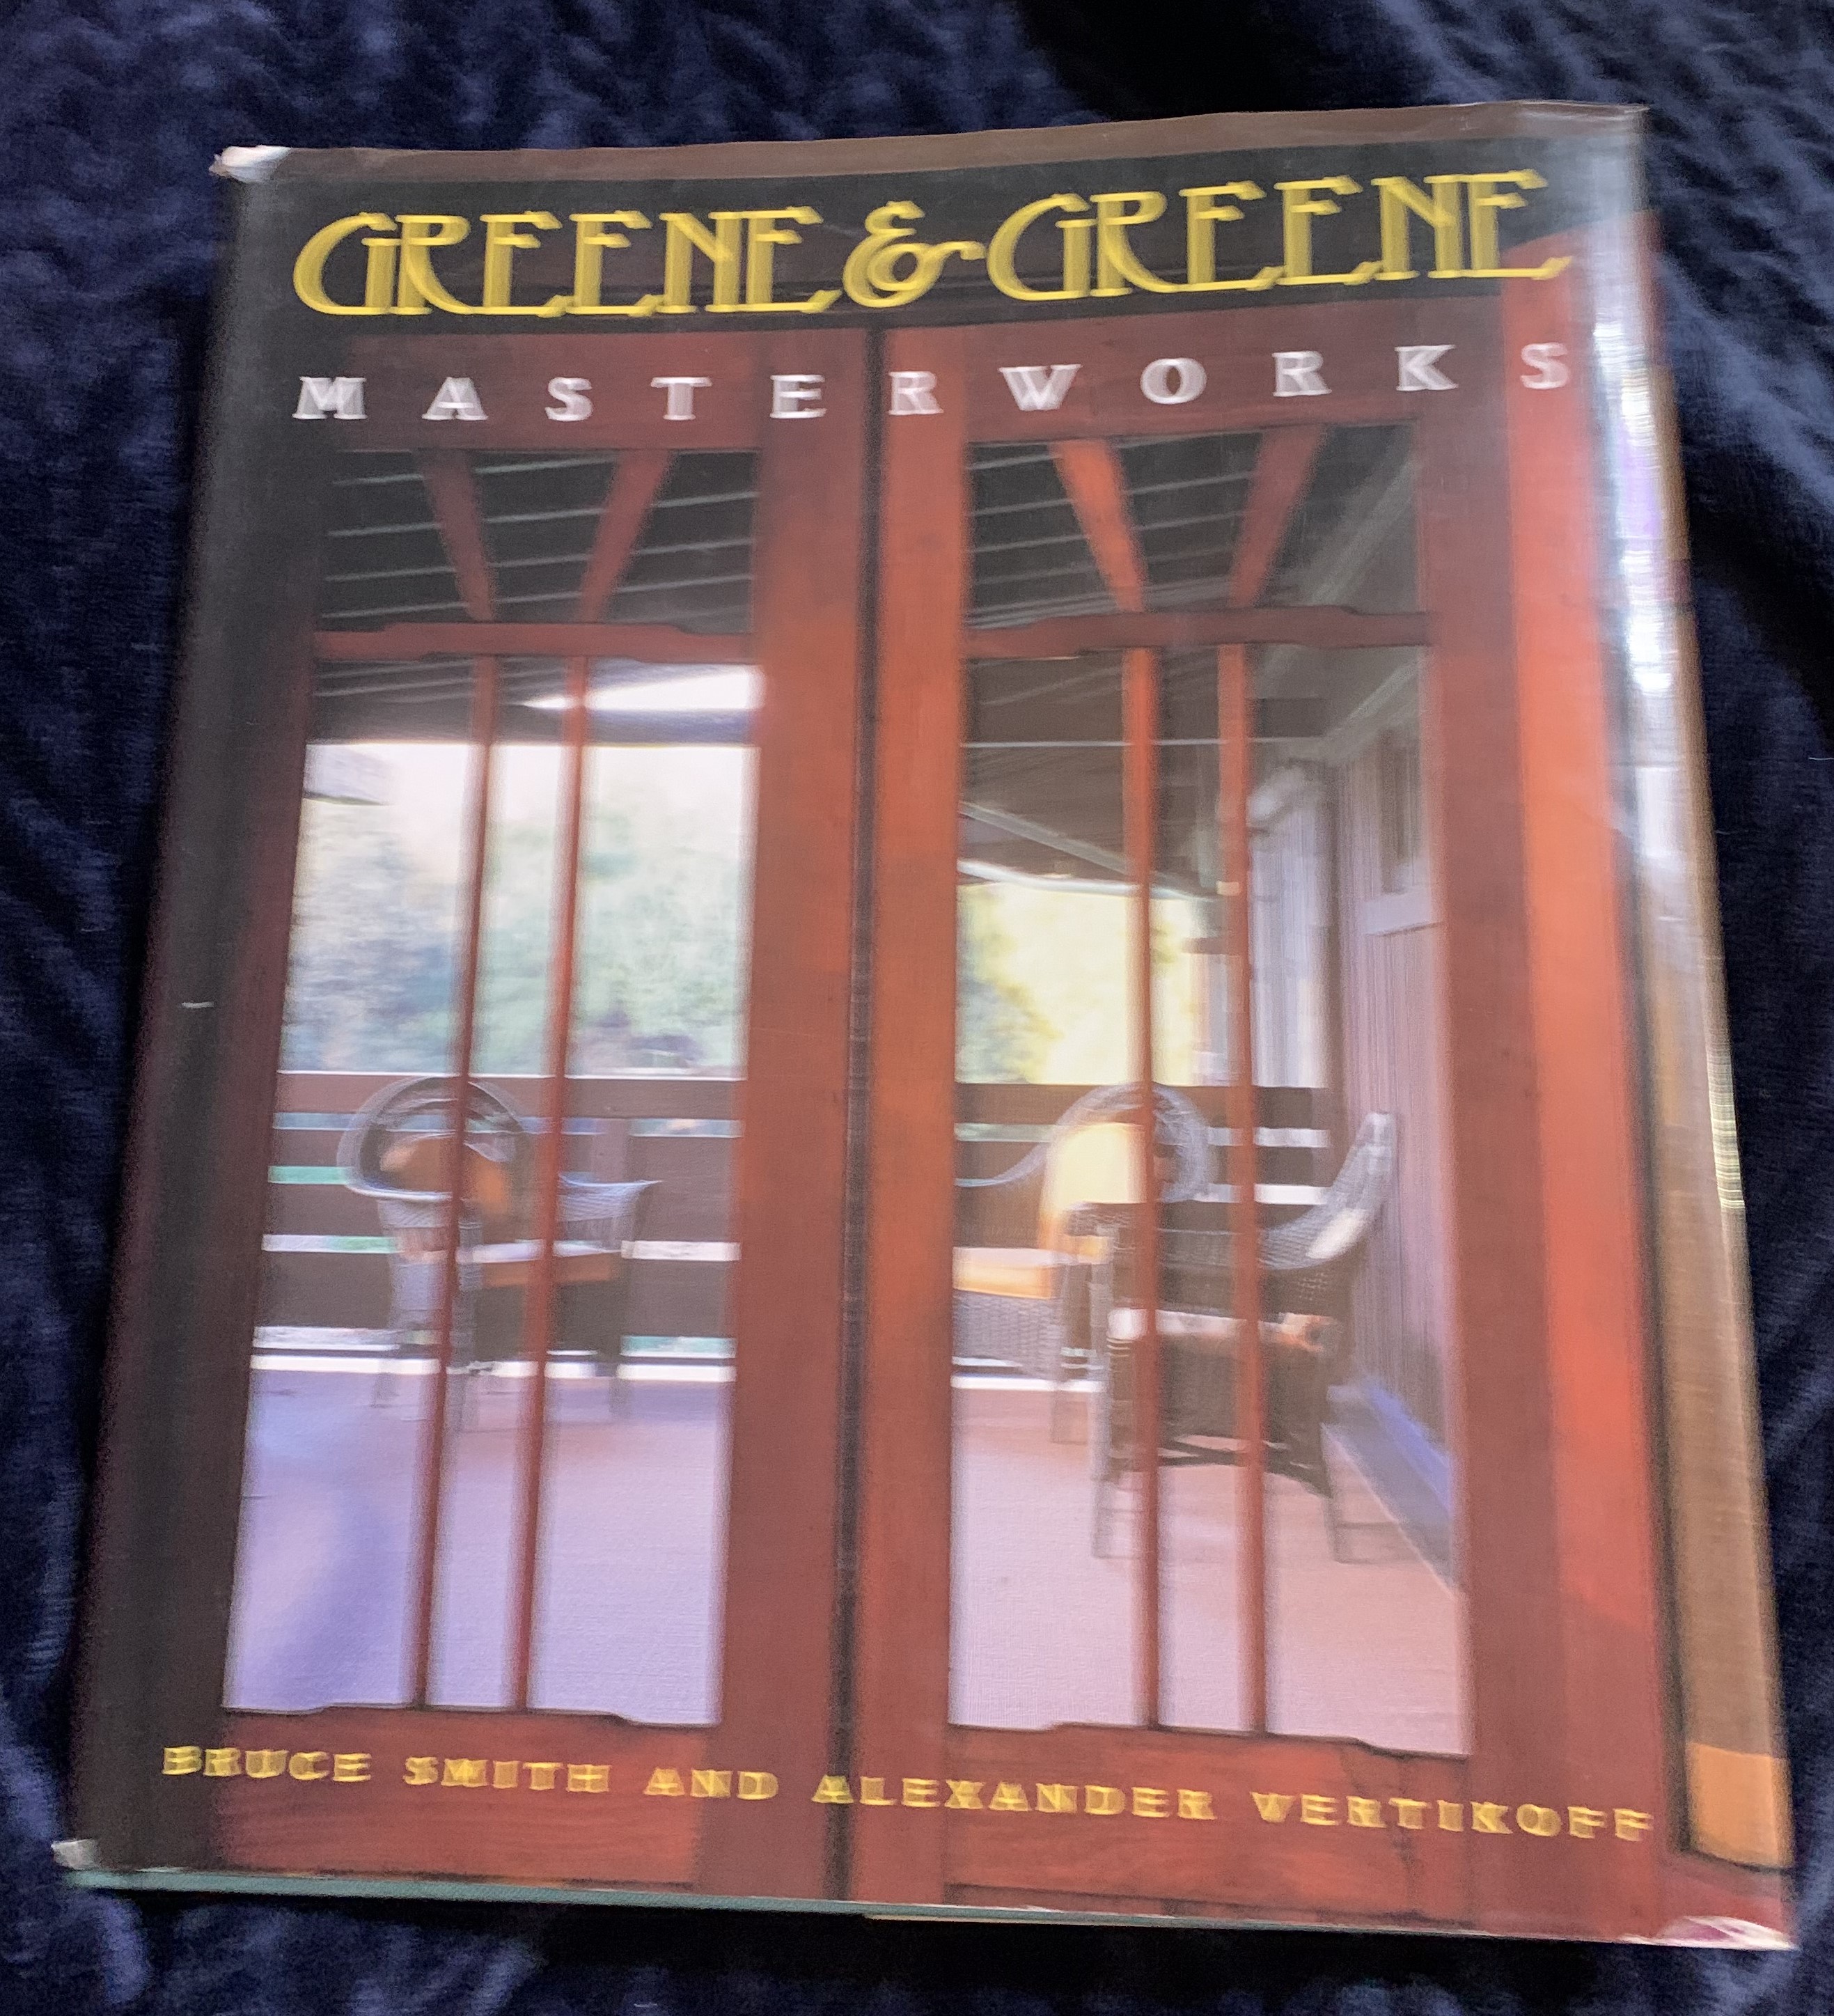 GREENE & GREENE
MASTERWORKS
BRUCE SMITH AND ALEXANDER VERTIKOFF